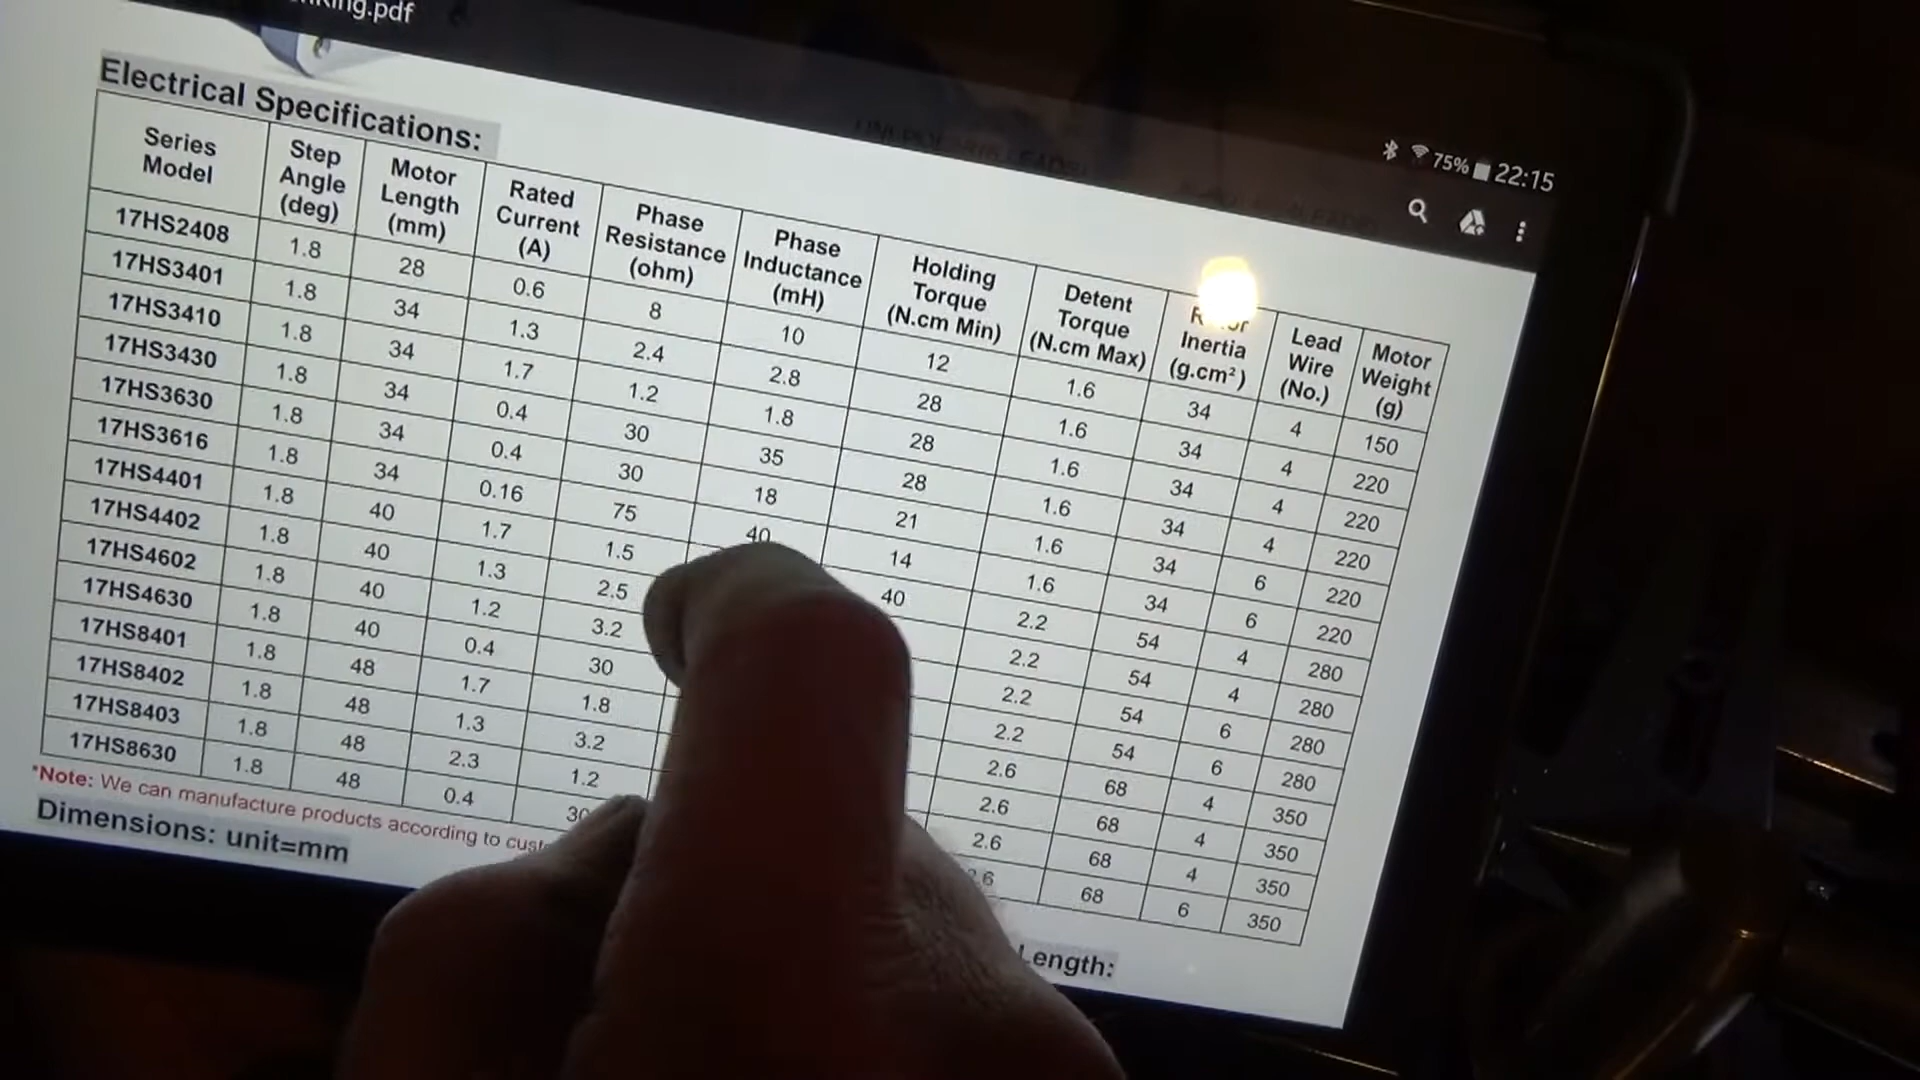 King.pdf
75% 22:15
Electrical Specifications:
Series Model Step Angle (deg) Motor Length (mm) Rated Current (A) Phase Resistance (ohm) Phase Inductance (mH) Holding Torque (N.cm Min) Detent Torque (N.cm Max) Inertia (g.cm²) Lead Wire (No.) Motor Weight (g)
17HS2408 1.8 28 0.6 8 10 12 1.6 34 4 150
17HS3401 1.8 34 1.3 2.4 2.8 28 1.6 34 4 220
17HS3410 1.8 34 1.7 1.2 1.8 28 1.6 34 4 220
17HS3430 1.8 34 0.4 30 35 28 1.6 34 4 220
17HS3630 1.8 34 0.4 30 18 21 1.6 34 6 220
17HS3616 1.8 34 0.16 75 40 14 1.6 34 6 220
17HS4401 1.8 40 1.7 1.5 40 2.2 54 4 280
17HS4402 1.8 40 1.3 2.5 2.2 54 4 280
17HS4602 1.8 40 1.2 3.2 2.2 54 6 280
17HS4630 1.8 40 0.4 30 2.2 54 6 280
17HS8401 1.8 48 1.7 1.8 2.6 68 4 350
17HS8402 1.8 48 1.3 3.2 2.6 68 4 350
17HS8403 1.8 48 2.3 1.2 2.6 68 4 350
17HS8630 1.8 48 0.4 30 68 6 350
*Note: We can manufacture products according to
Dimensions: unit=mm
Length: